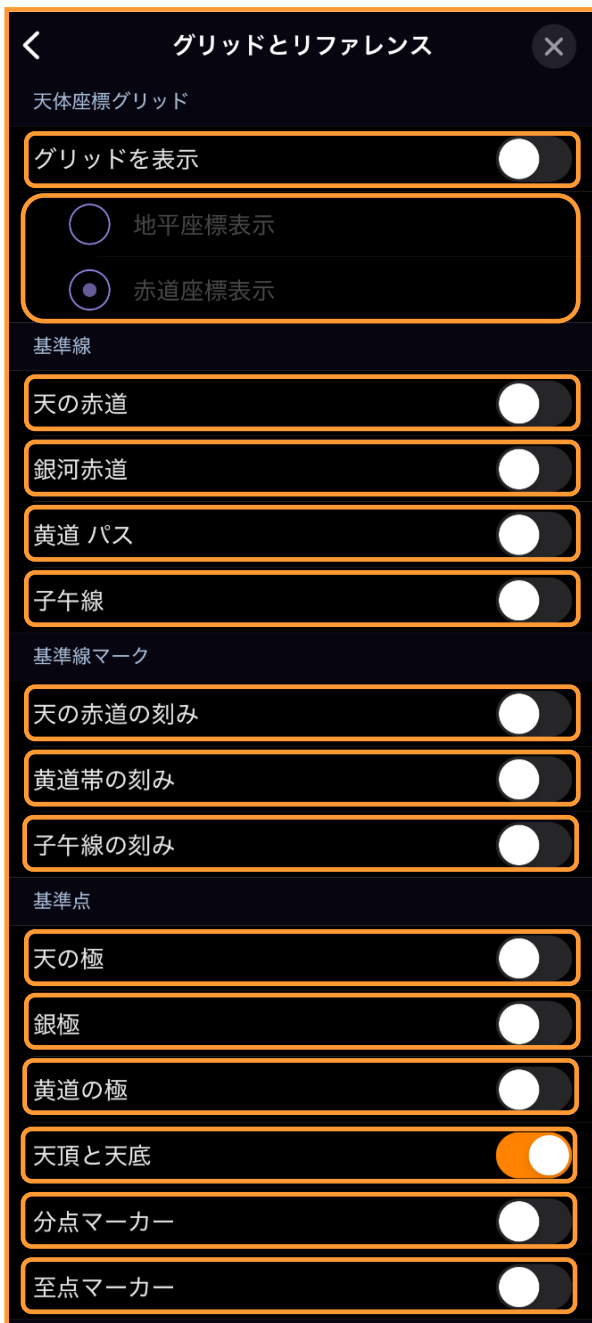 グリッドとリファレンス
天体座標グリッド
グリッドを表示
地平座標表示
赤道座標表示
基準線
天の赤道
銀河赤道
黄道 パス
子午線
基準線マーク
天の赤道の刻み
黄道帯の刻み
子午線の刻み
基準点
天の極
銀極
黄道の極
天頂と天底
分点マーカー
至点マーカー